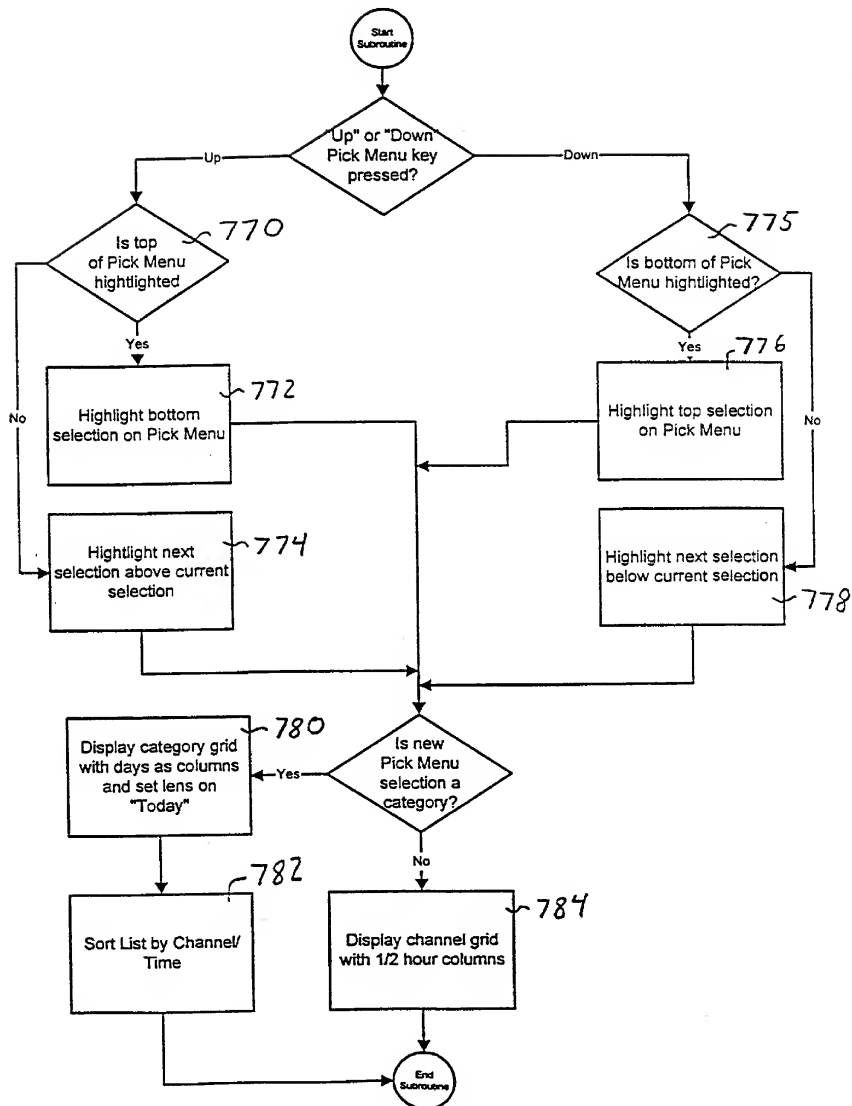 Start
Subroutine
"Up" or "Down"
Pick Menu key
pressed?
Up
Down
770
775
Is top
of Pick Menu
hightlighted
Is bottom of Pick
Menu hightlighted?
Yes
Yes
776
772
No
Highlight bottom
selection on Pick Menu
Highlight top selection
on Pick Menu
No
774
Hightlight next
selection above current
selection
Highlight next selection
below current selection
778
780
Display category grid
with days as columns
and set lens on
"Today"
Yes
Is new
Pick Menu
selection a
category?
No
782
784
Sort List by Channel/
Time
Display channel grid
with 1/2 hour columns
End
Subroutine